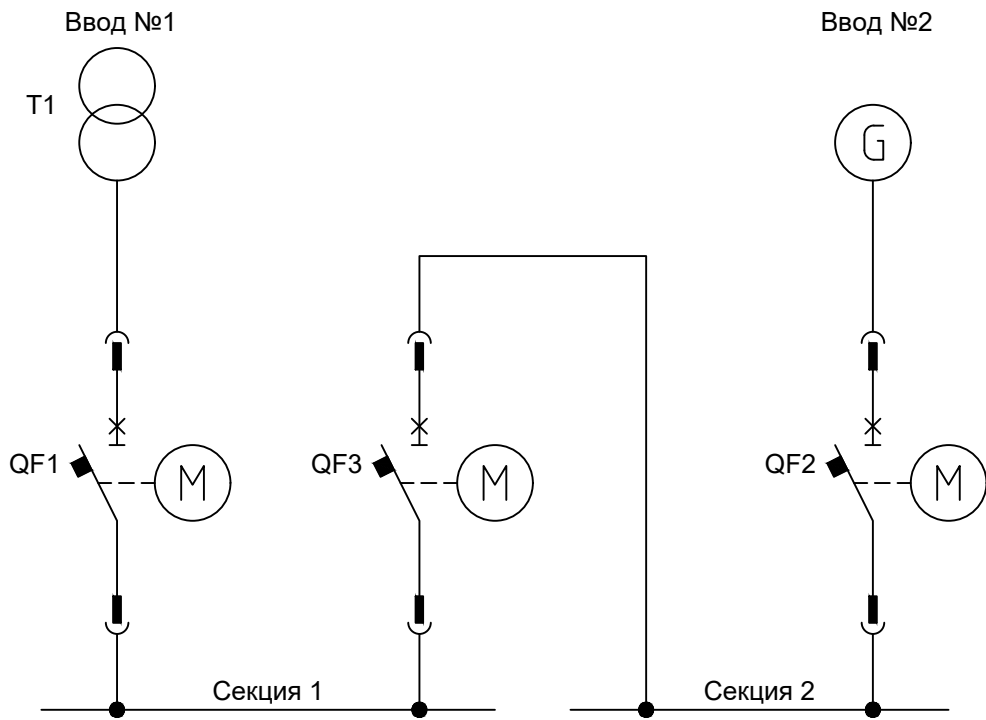 Ввод №1
Ввод №2
T1
G
QF1
M
QF3
M
QF2
M
Секция 1
Секция 2